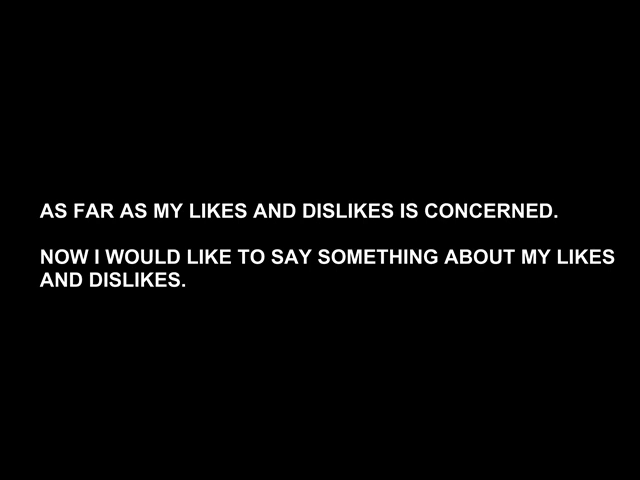 AS FAR AS MY LIKES AND DISLIKES IS CONCERNED.
NOW I WOULD LIKE TO SAY SOMETHING ABOUT MY LIKES
AND DISLIKES.